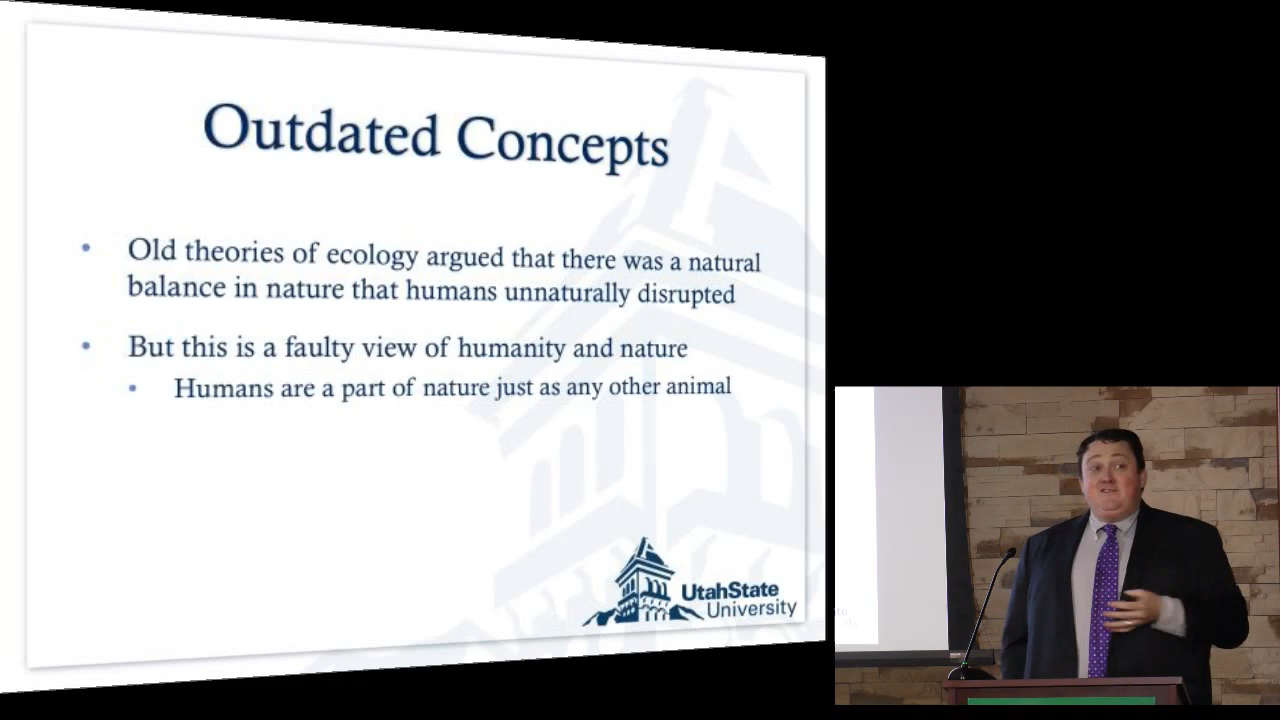 Outdated Concepts
• Old theories of ecology argued that there was a natural
balance in nature that humans unnaturally disrupted
• But this is a faulty view of humanity and nature
• Humans are a part of nature just as any other animal
UtahState
University